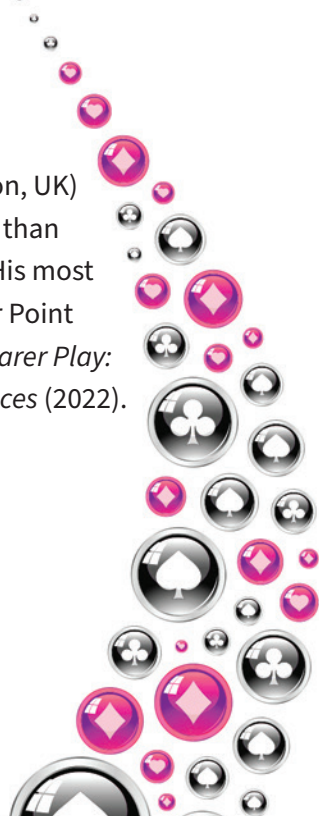 on, UK)
than
His most
r Point
arer Play:
ces (2022).